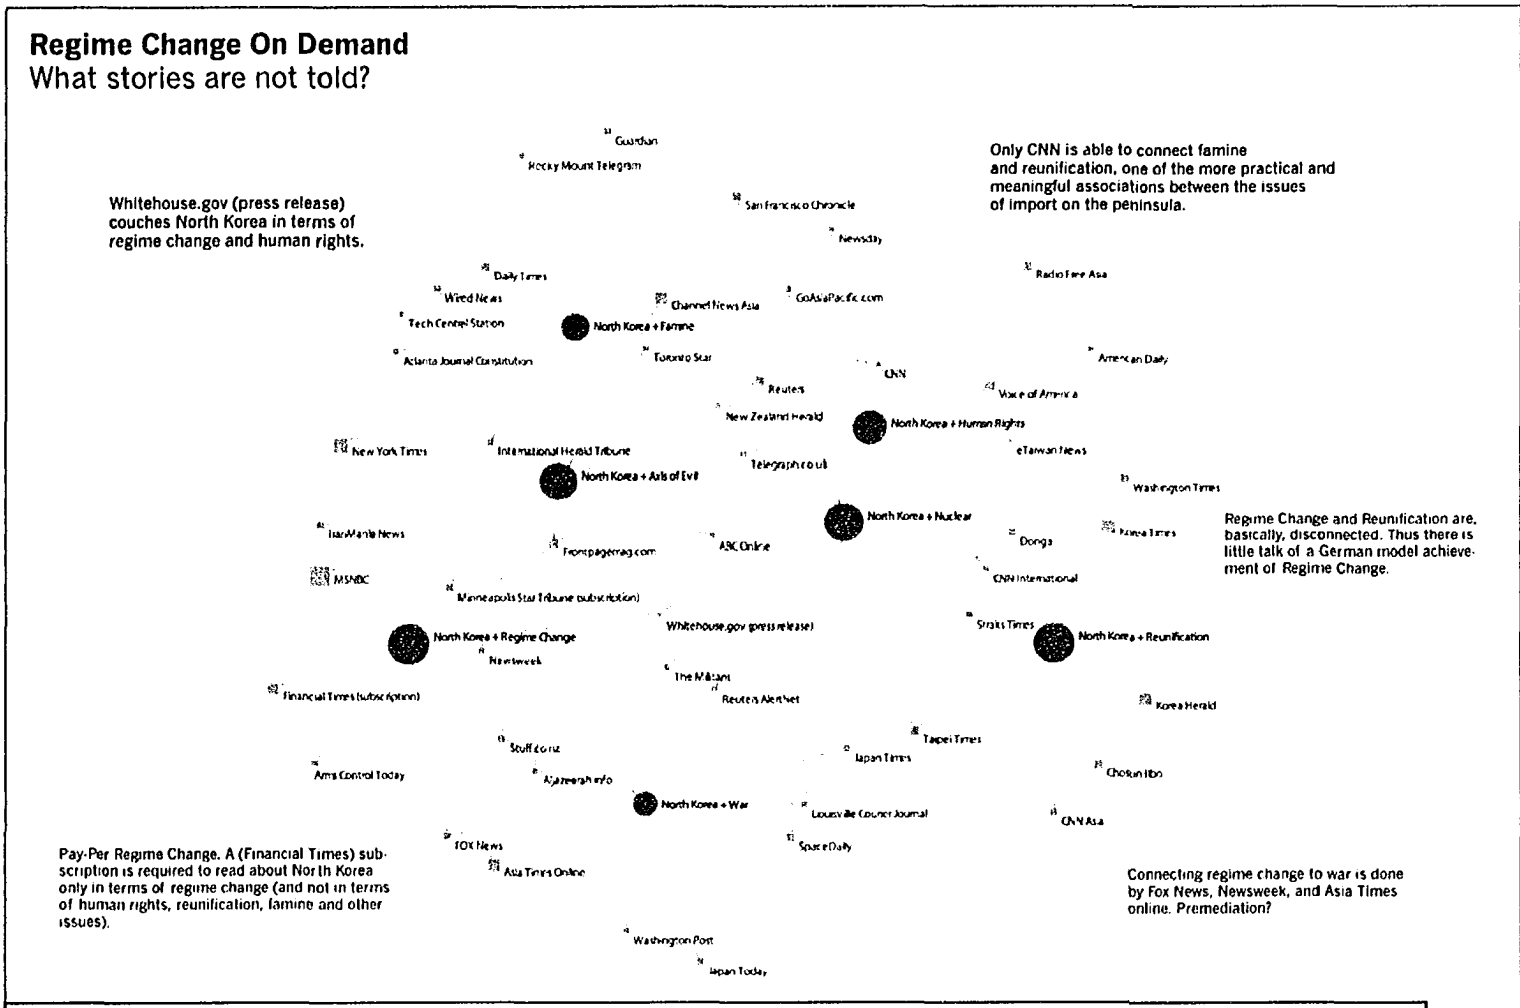 Regime Change On Demand
What stories are not told?
Guardian
Rocky Mount Telegram
Only CNN is able to connect famine
and reunification, one of the more practical and
meaningful associations between the issues
of import on the peninsula.
Whitehouse.gov (press release)
couches North Korea in terms of
regime change and human rights.
San Francisco Chronicle
Newsday
Daily Times
Radio Free Asia
Wired News
Channel News Asia
GoAsiaPacific.com
Tech Central Station
North Korea + Famine
Atlanta Journal Constitution
Toronto Star
American Daily
CNN
Reuters
Voice of America
New Zealand Herald
North Korea + Human Rights
New York Times
International Herald Tribune
eTaiwan News
Telegraph.co.uk
North Korea + Axis of Evil
Washington Times
North Korea + Nuclear
IranMania News
Frontpagemag.com
ABC Online
Donga
Korea Times
Regime Change and Reunification are,
basically, disconnected. Thus there is
little talk of a German model achieve-
ment of Regime Change.
MSNBC
CNN International
Minneapolis Star Tribune (subscription)
Whitehouse.gov (press release)
Straits Times
North Korea + Regime Change
North Korea + Reunification
Newsweek
The Militant
Financial Times (subscription)
Reuters AlertNet
Korea Herald
Stuff.co.nz
Taipei Times
Japan Times
Arms Control Today
Aljazeerah.info
Chosun Ilbo
North Korea + War
Louisville Courier Journal
CNN Asia
FOX News
SpaceDaily
Asia Times Online
Pay-Per Regime Change. A (Financial Times) sub-
scription is required to read about North Korea
only in terms of regime change (and not in terms
of human rights, reunification, famine and other
issues).
Connecting regime change to war is done
by Fox News, Newsweek, and Asia Times
online. Premediation?
Washington Post
Japan Today